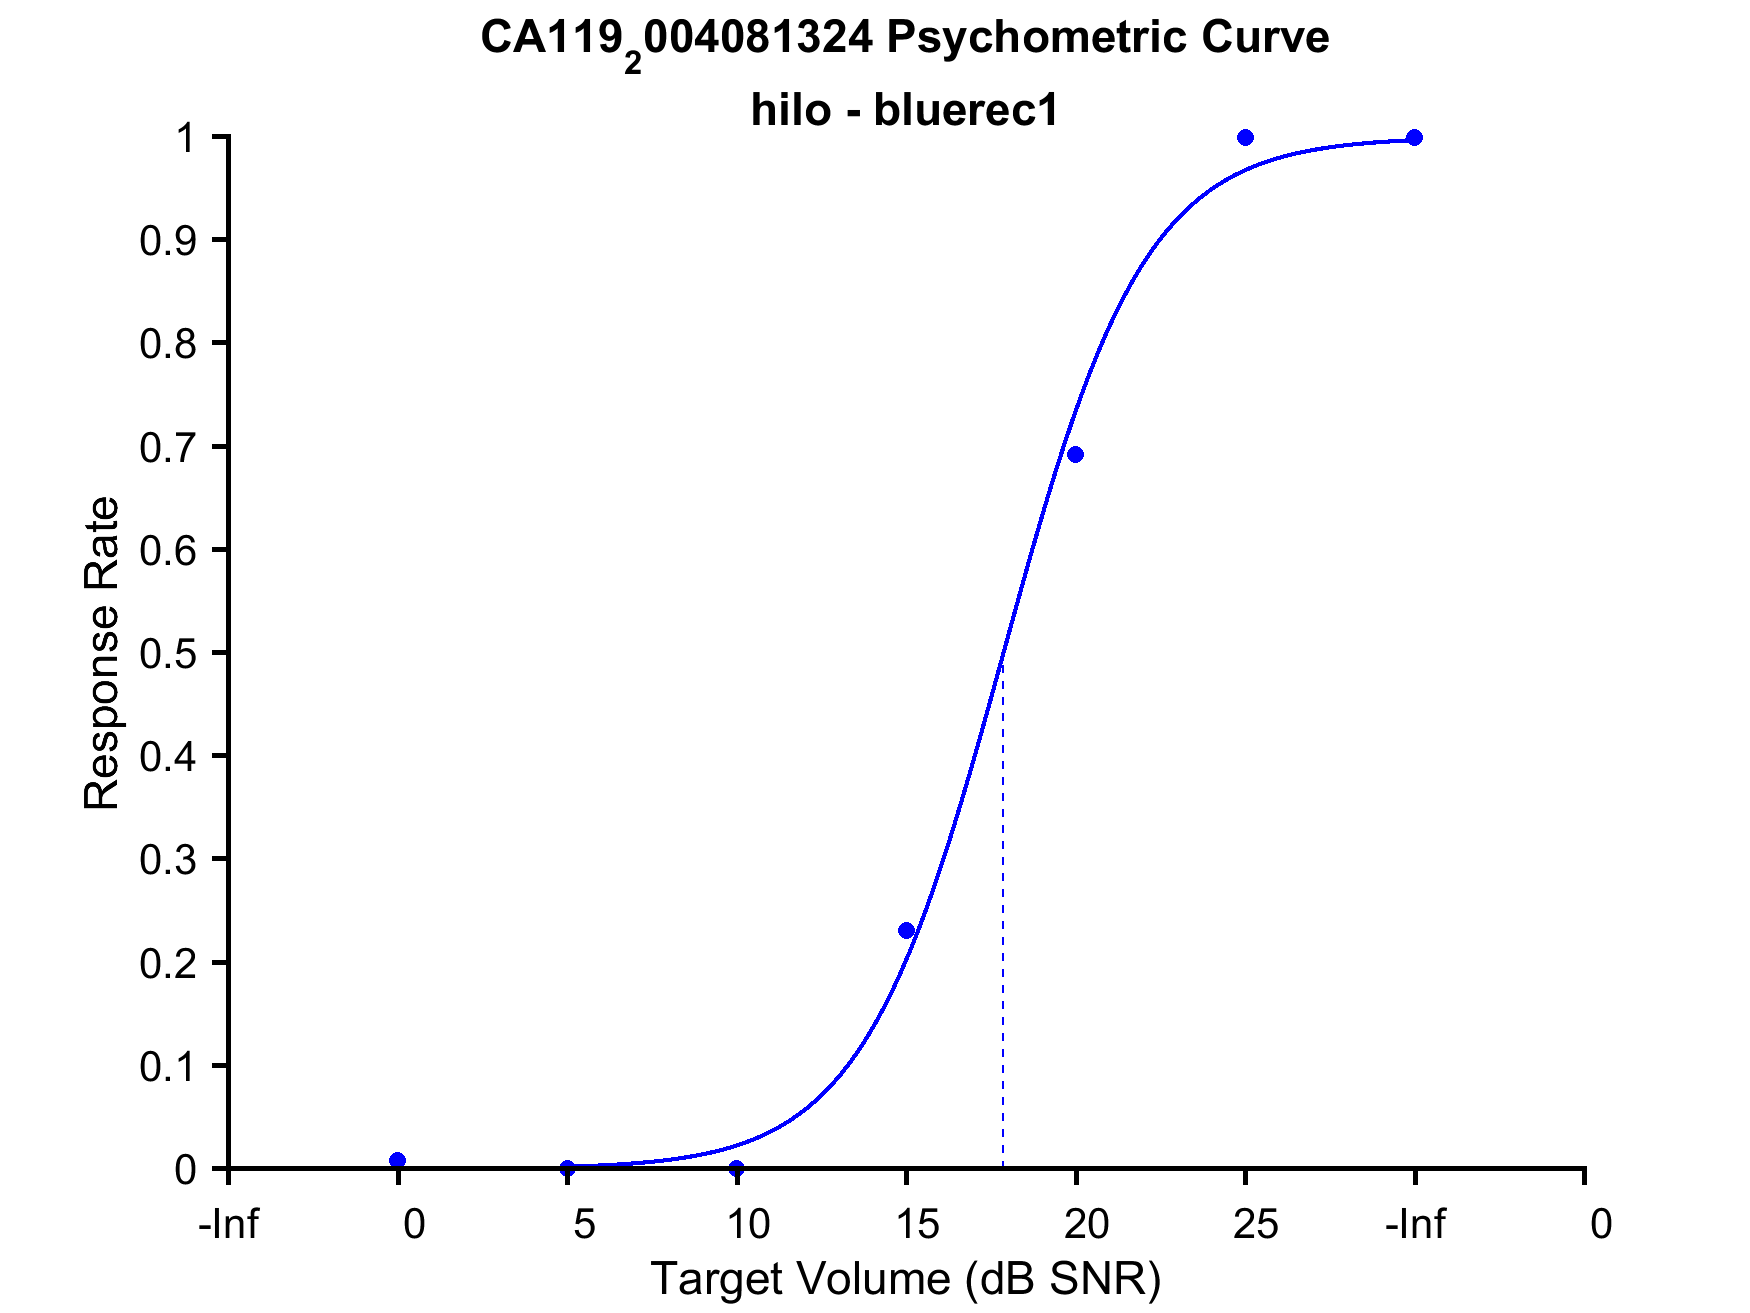 CA119₂004081324 Psychometric Curve
hilo - bluerec1
1
0.9
0.8
0.7
0.6
0.5
0.4
0.3
0.2
0.1
0
Response Rate
-Inf 0 5 10 15 20 25 -Inf 0
Target Volume (dB SNR)